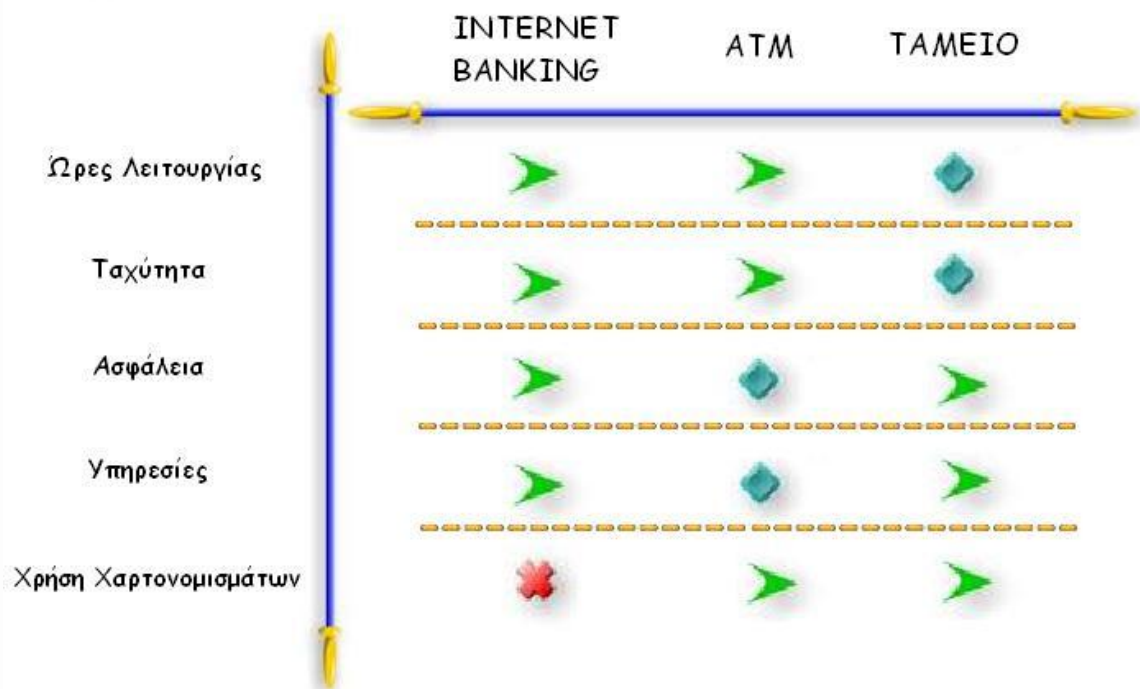 INTERNET
BANKING
ATM
ΤΑΜΕΙΟ
Ώρες Λειτουργίας
Ταχύτητα
Ασφάλεια
Υπηρεσίες
Χρήση Χαρτονομισμάτων